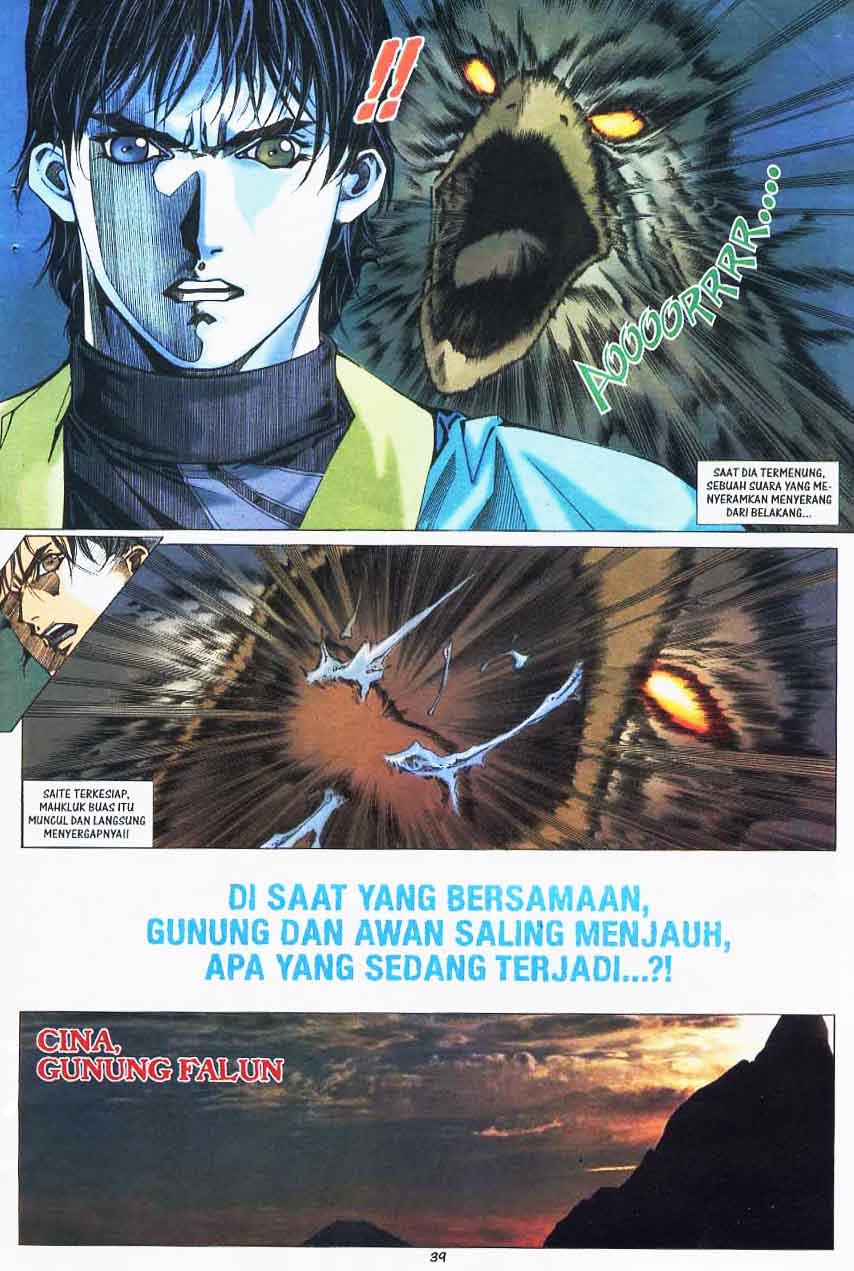 !!
AOOOORRRRR....
SAAT DIA TERMENUNG,
SEBUAH SUARA YANG ME-
NYERAMKAN MENYERANG
DARI BELAKANG...
SAITE TERKESIAP,
MAHKLUK BUAS ITU
MUNCUL DAN LANGSUNG
MENYERGAPNYA!!
DI SAAT YANG BERSAMAAN,
GUNUNG DAN AWAN SALING MENJAUH,
APA YANG SEDANG TERJADI...?!
CINA,
GUNUNG FALUN
39